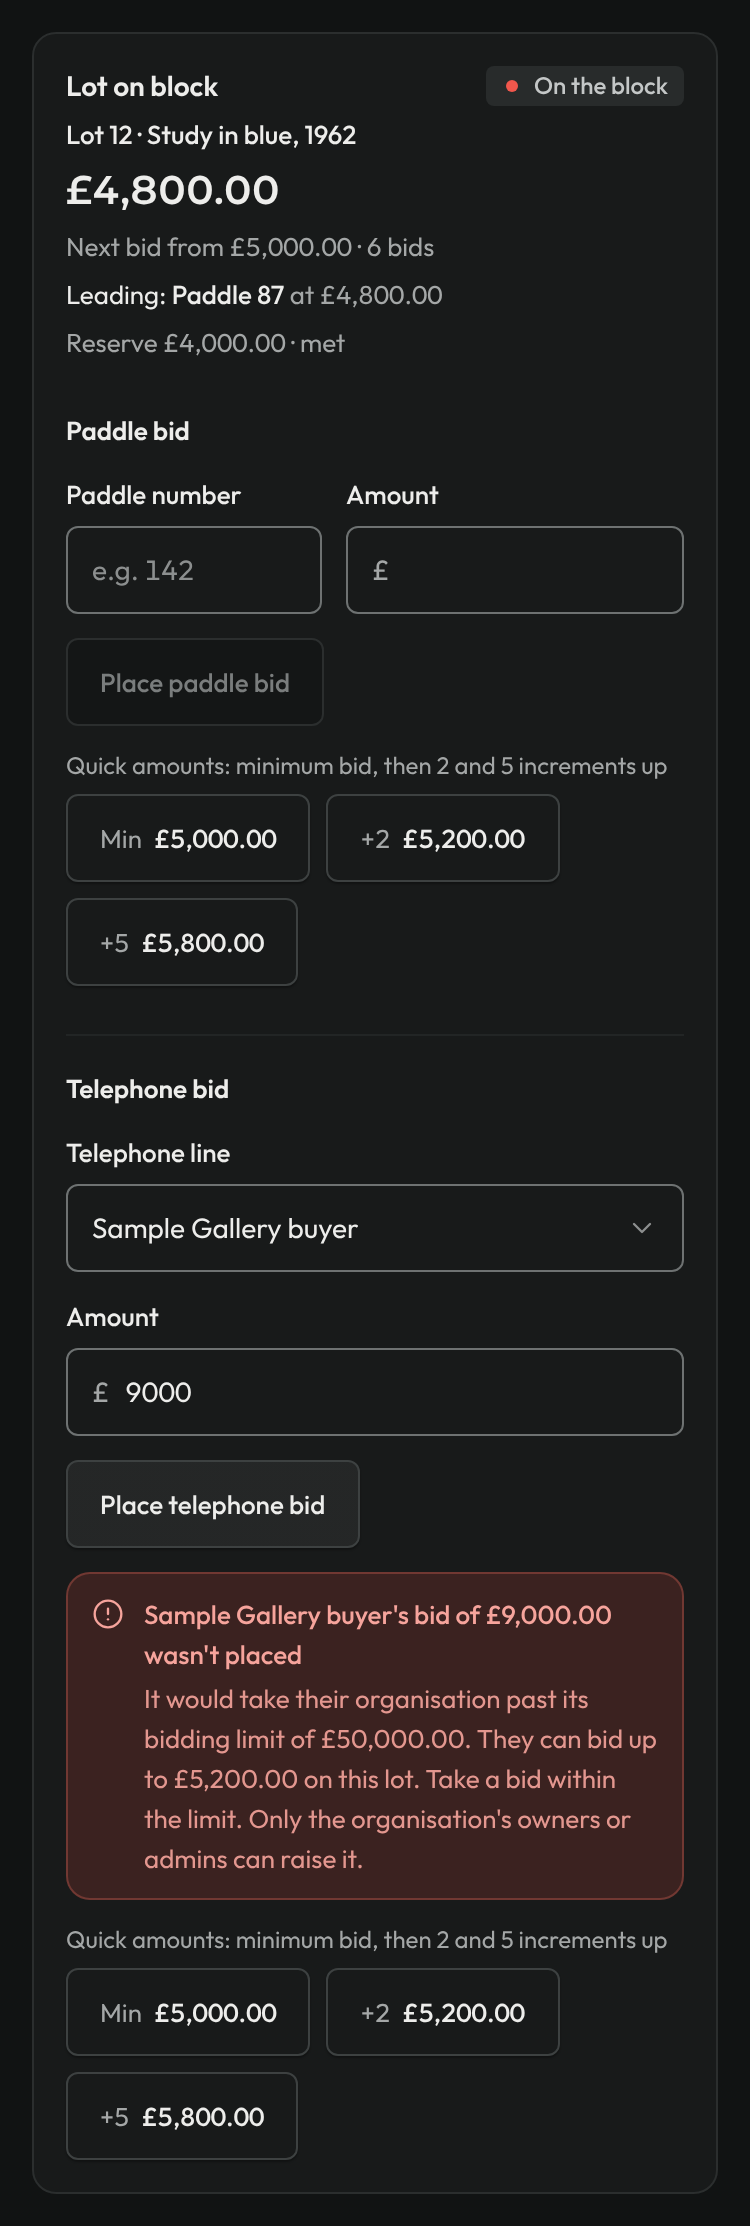 Lot on block
On the block
Lot 12 · Study in blue, 1962
£4,800.00
Next bid from £5,000.00 · 6 bids
Leading: Paddle 87 at £4,800.00
Reserve £4,000.00 · met
Paddle bid
Paddle number
Amount
e.g. 142
£
Place paddle bid
Quick amounts: minimum bid, then 2 and 5 increments up
Min £5,000.00
+2 £5,200.00
+5 £5,800.00
Telephone bid
Telephone line
Sample Gallery buyer
Amount
£ 9000
Place telephone bid
Sample Gallery buyer's bid of £9,000.00
wasn't placed
It would take their organisation past its
bidding limit of £50,000.00. They can bid up
to £5,200.00 on this lot. Take a bid within
the limit. Only the organisation's owners or
admins can raise it.
Quick amounts: minimum bid, then 2 and 5 increments up
Min £5,000.00
+2 £5,200.00
+5 £5,800.00